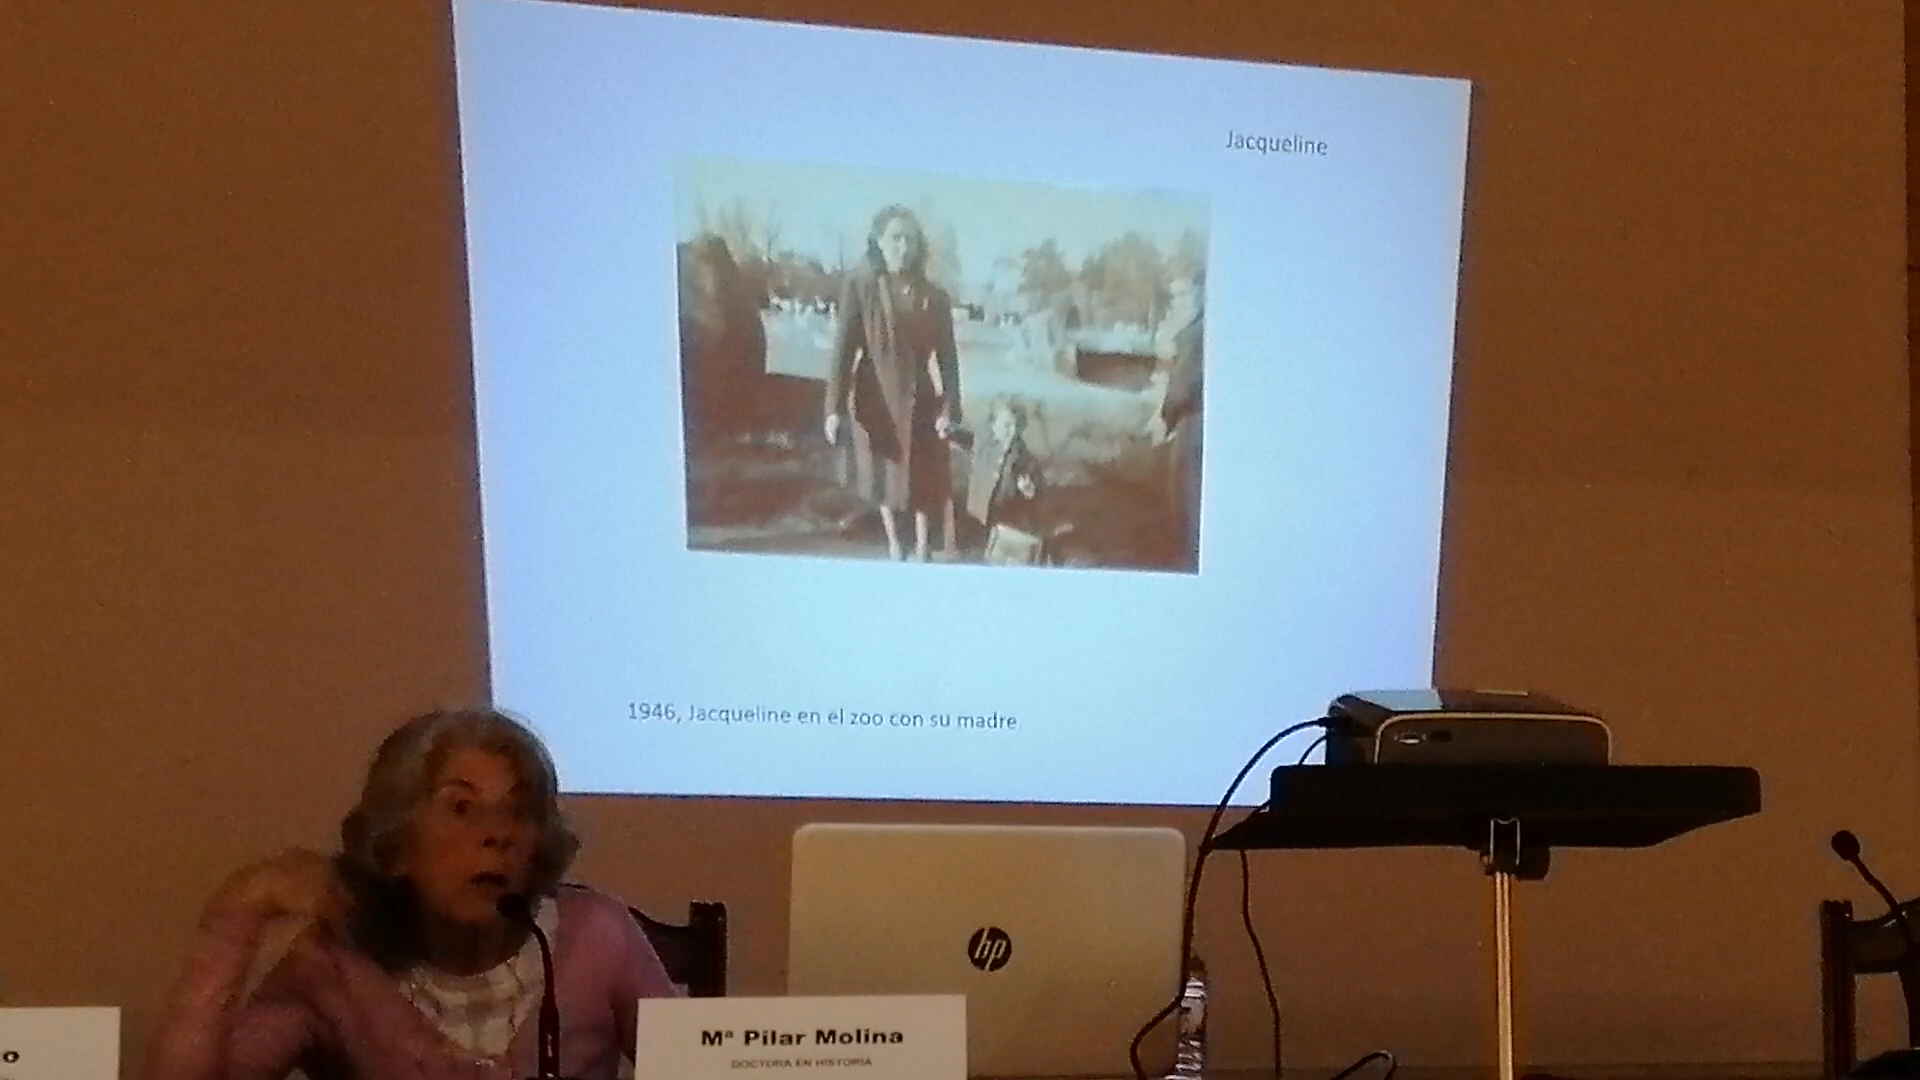 Jacqueline
1946, Jacqueline en el zoo con su madre
hp
o
Mª Pilar Molina
DOCTORA EN HISTORIA